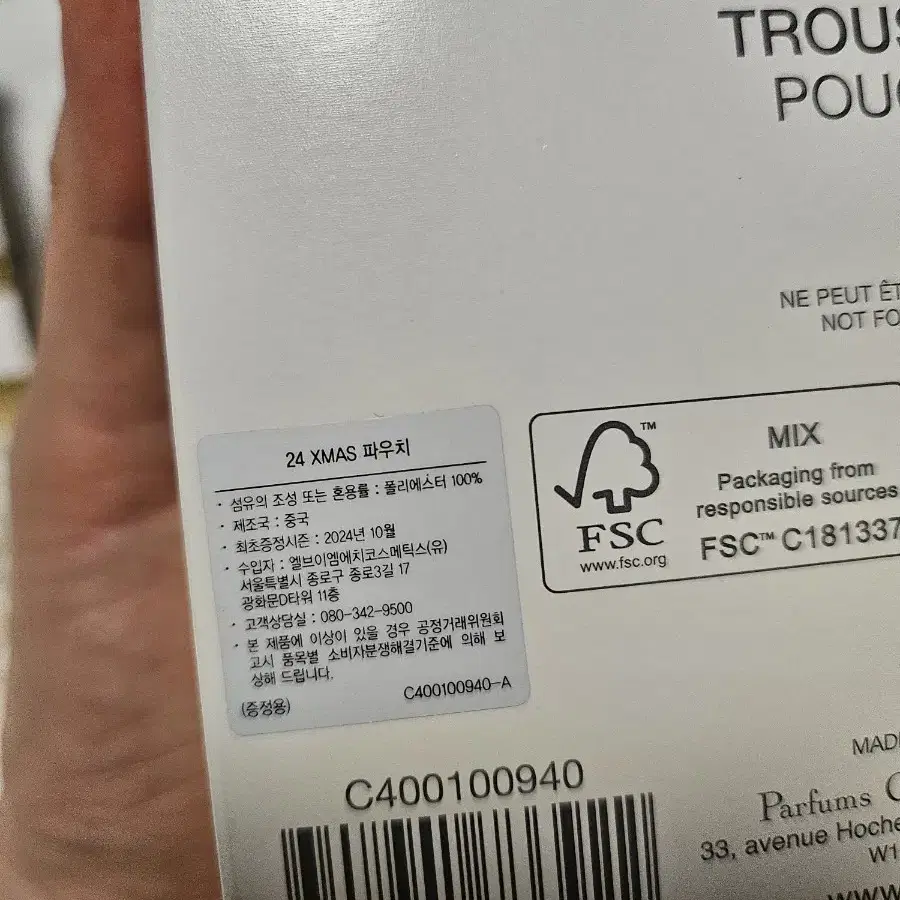 TROUS
POU
NE PEUT ÊT
NOT FO
24 XMAS 파우치
· 섬유의 조성 또는 혼용률 : 폴리에스터 100%
· 제조국 : 중국
· 최초증정시즌 : 2024년 10월
· 수입자 : 엘브이엠에치코스메틱스(유)
서울특별시 종로구 종로3길 17
광화문D타워 11층
· 고객상담실 : 080-342-9500
· 본 제품에 이상이 있을 경우 공정거래위원회
고시 품목별 소비자분쟁해결기준에 의해 보
상해 드립니다.
(증정용)
C400100940-A
TM
FSC
www.fsc.org
MIX
Packaging from
responsible sources
FSC™ C181337
C400100940
MADE
Parfums C
33, avenue Hoche
W1
www.